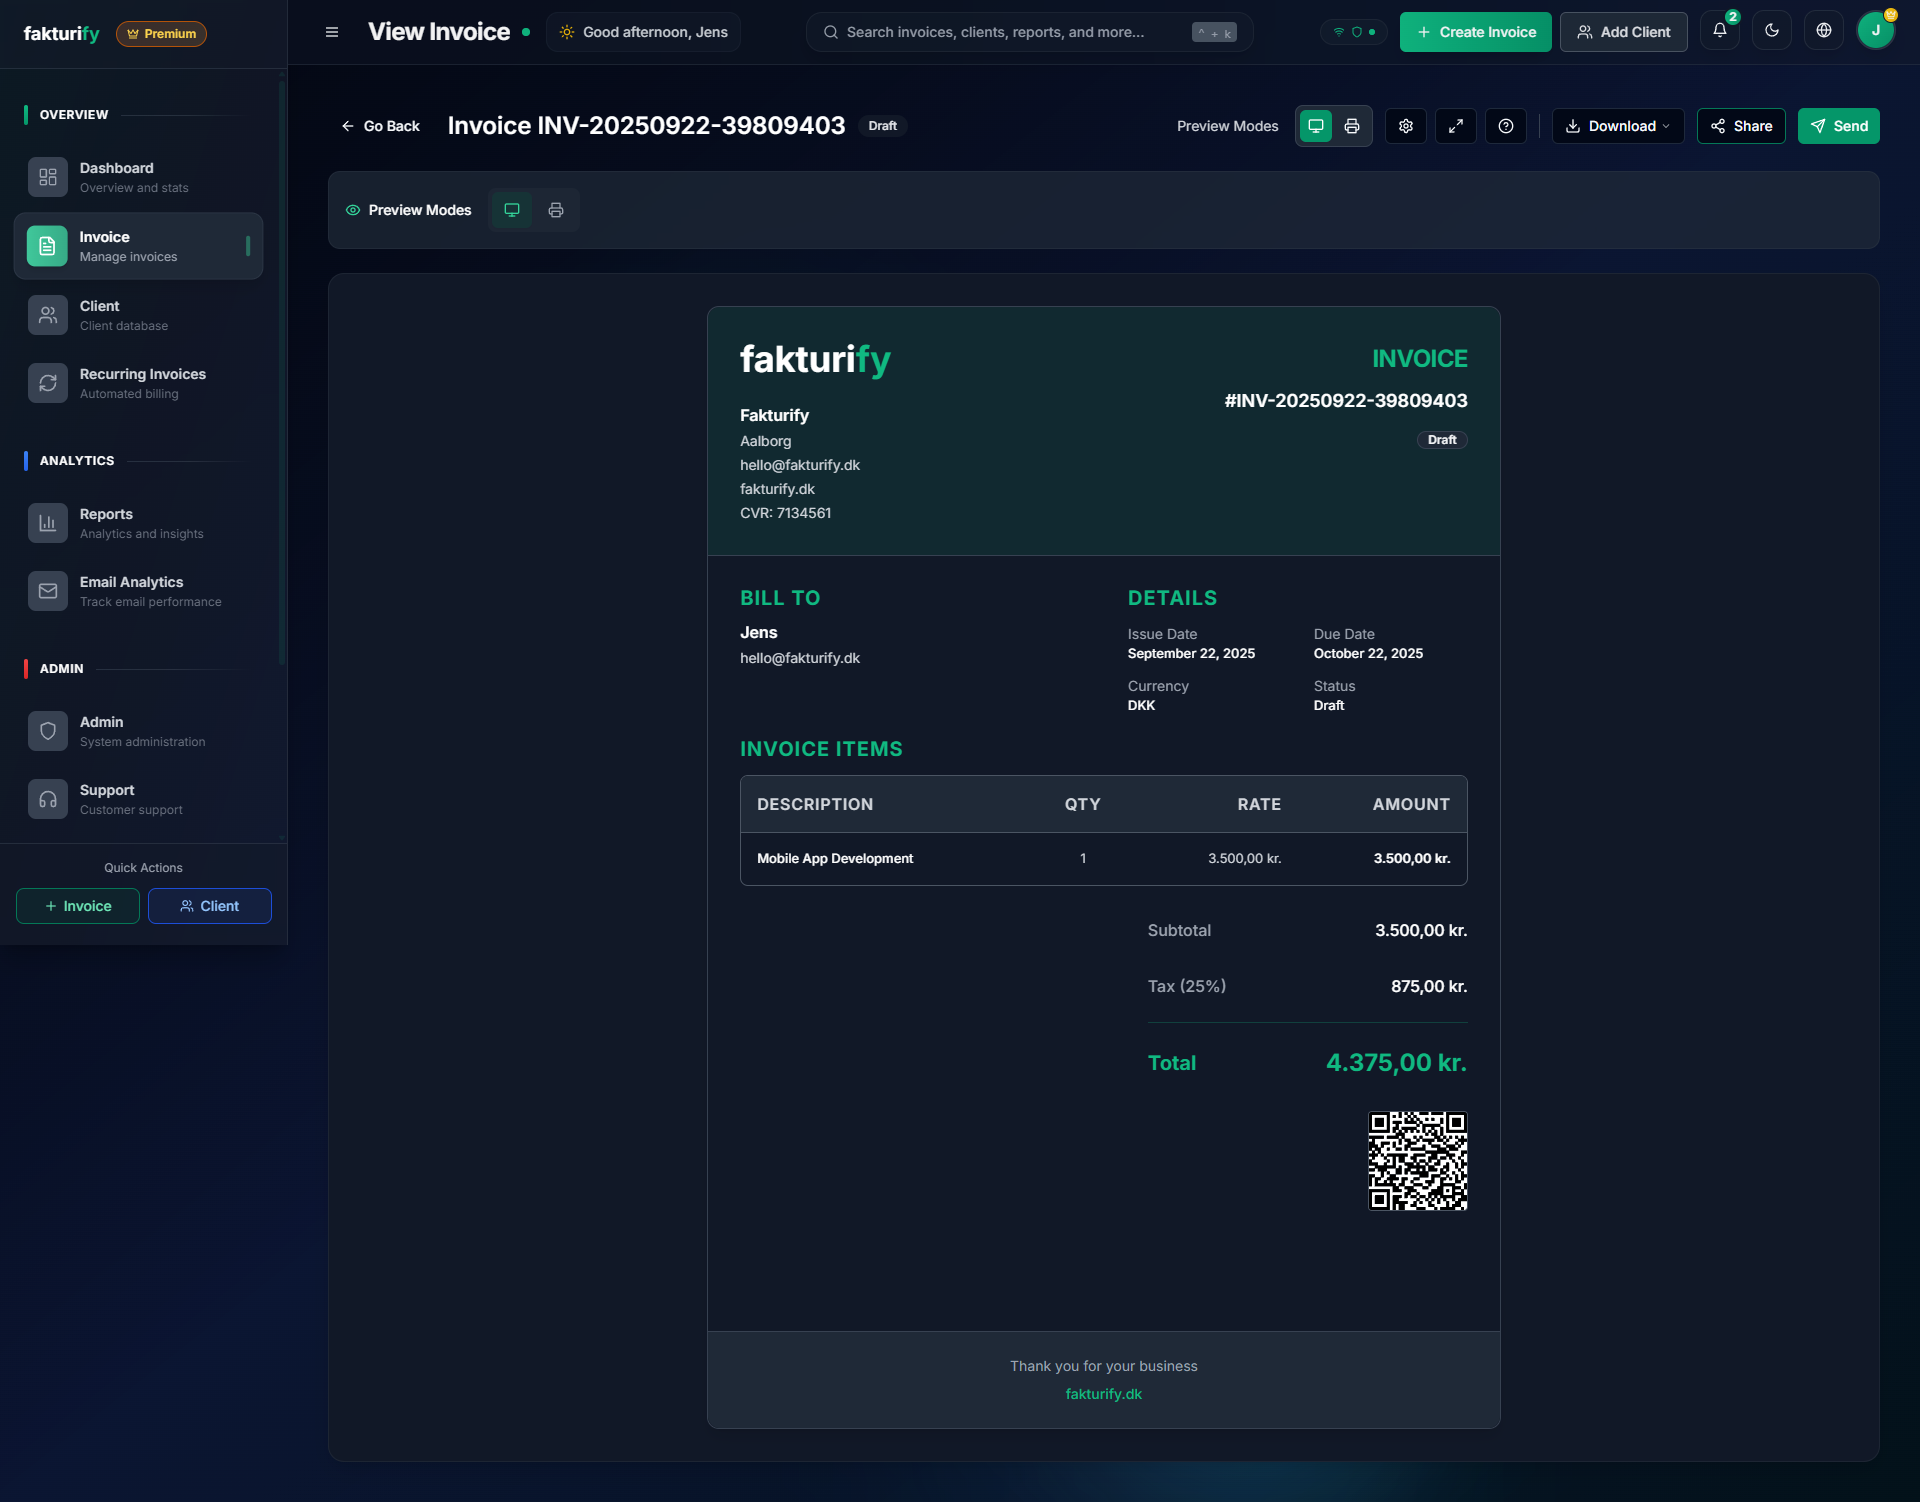 fakturify
Premium
OVERVIEW
Dashboard
Overview and stats
Invoice
Manage invoices
Client
Client database
Recurring Invoices
Automated billing
ANALYTICS
Reports
Analytics and insights
Email Analytics
Track email performance
ADMIN
Admin
System administration
Support
Customer support
Quick Actions
+ Invoice
Client
View Invoice
Good afternoon, Jens
Search invoices, clients, reports, and more...
^ + k
+ Create Invoice
Add Client
2
J
Go Back
Invoice INV-20250922-39809403
Draft
Preview Modes
Download
Share
Send
Preview Modes
fakturify
INVOICE
#INV-20250922-39809403
Draft
Fakturify
Aalborg
hello@fakturify.dk
fakturify.dk
CVR: 7134561
BILL TO
Jens
hello@fakturify.dk
DETAILS
Issue Date
September 22, 2025
Due Date
October 22, 2025
Currency
DKK
Status
Draft
INVOICE ITEMS
DESCRIPTION QTY RATE AMOUNT
Mobile App Development 1 3.500,00 kr. 3.500,00 kr.
Subtotal 3.500,00 kr.
Tax (25%) 875,00 kr.
Total 4.375,00 kr.
Thank you for your business
fakturify.dk